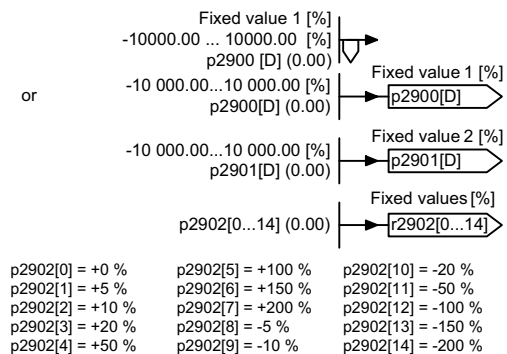 Fixed value 1 [%]
-10000.00 ... 10000.00 [%]
p2900 [D] (0.00)
or
-10 000.00...10 000.00 [%]
p2900[D] (0.00)
Fixed value 1 [%]
p2900[D]
-10 000.00...10 000.00 [%]
p2901[D] (0.00)
Fixed value 2 [%]
p2901[D]
p2902[0...14] (0.00)
Fixed values [%]
r2902[0...14]
p2902[0] = +0 %
p2902[1] = +5 %
p2902[2] = +10 %
p2902[3] = +20 %
p2902[4] = +50 %
p2902[5] = +100 %
p2902[6] = +150 %
p2902[7] = +200 %
p2902[8] = -5 %
p2902[9] = -10 %
p2902[10] = -20 %
p2902[11] = -50 %
p2902[12] = -100 %
p2902[13] = -150 %
p2902[14] = -200 %